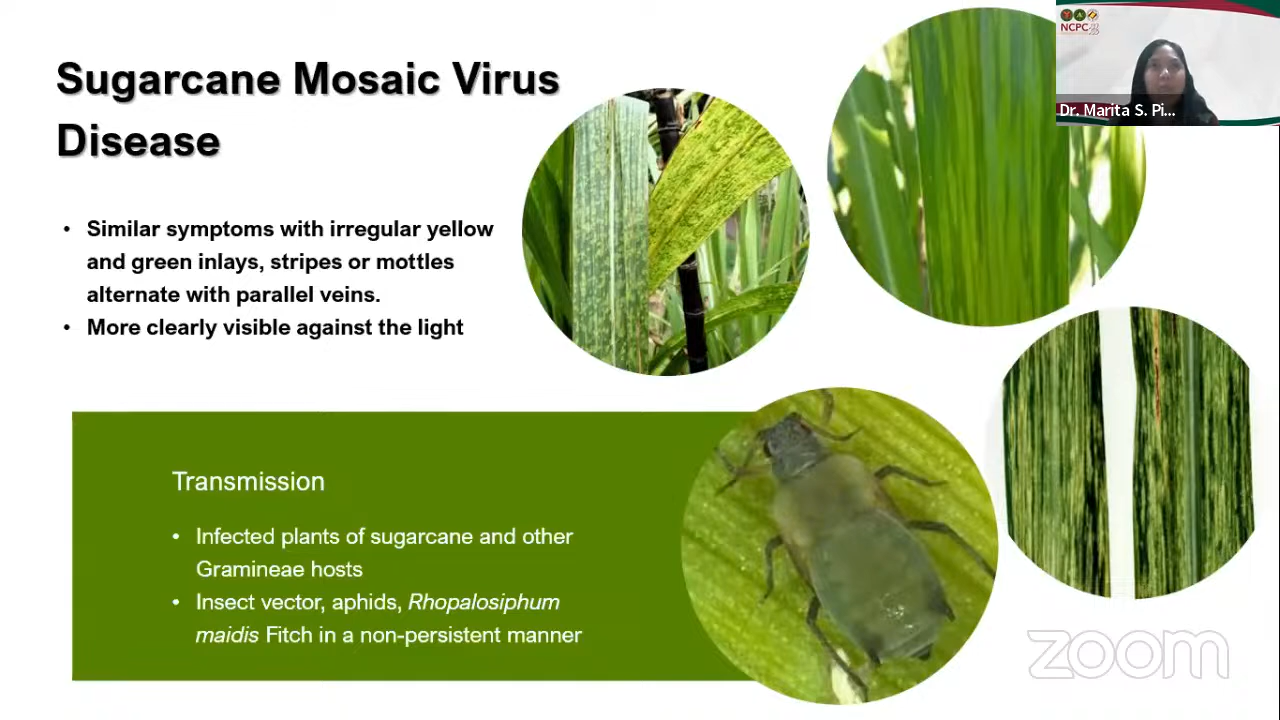 Sugarcane Mosaic Virus
Disease
• Similar symptoms with irregular yellow
and green inlays, stripes or mottles
alternate with parallel veins.
• More clearly visible against the light
Transmission
• Infected plants of sugarcane and other
Gramineae hosts
• Insect vector, aphids, Rhopalosiphum
maidis Fitch in a non-persistent manner
NCPC
Dr. Marita S. Pi...
zoom